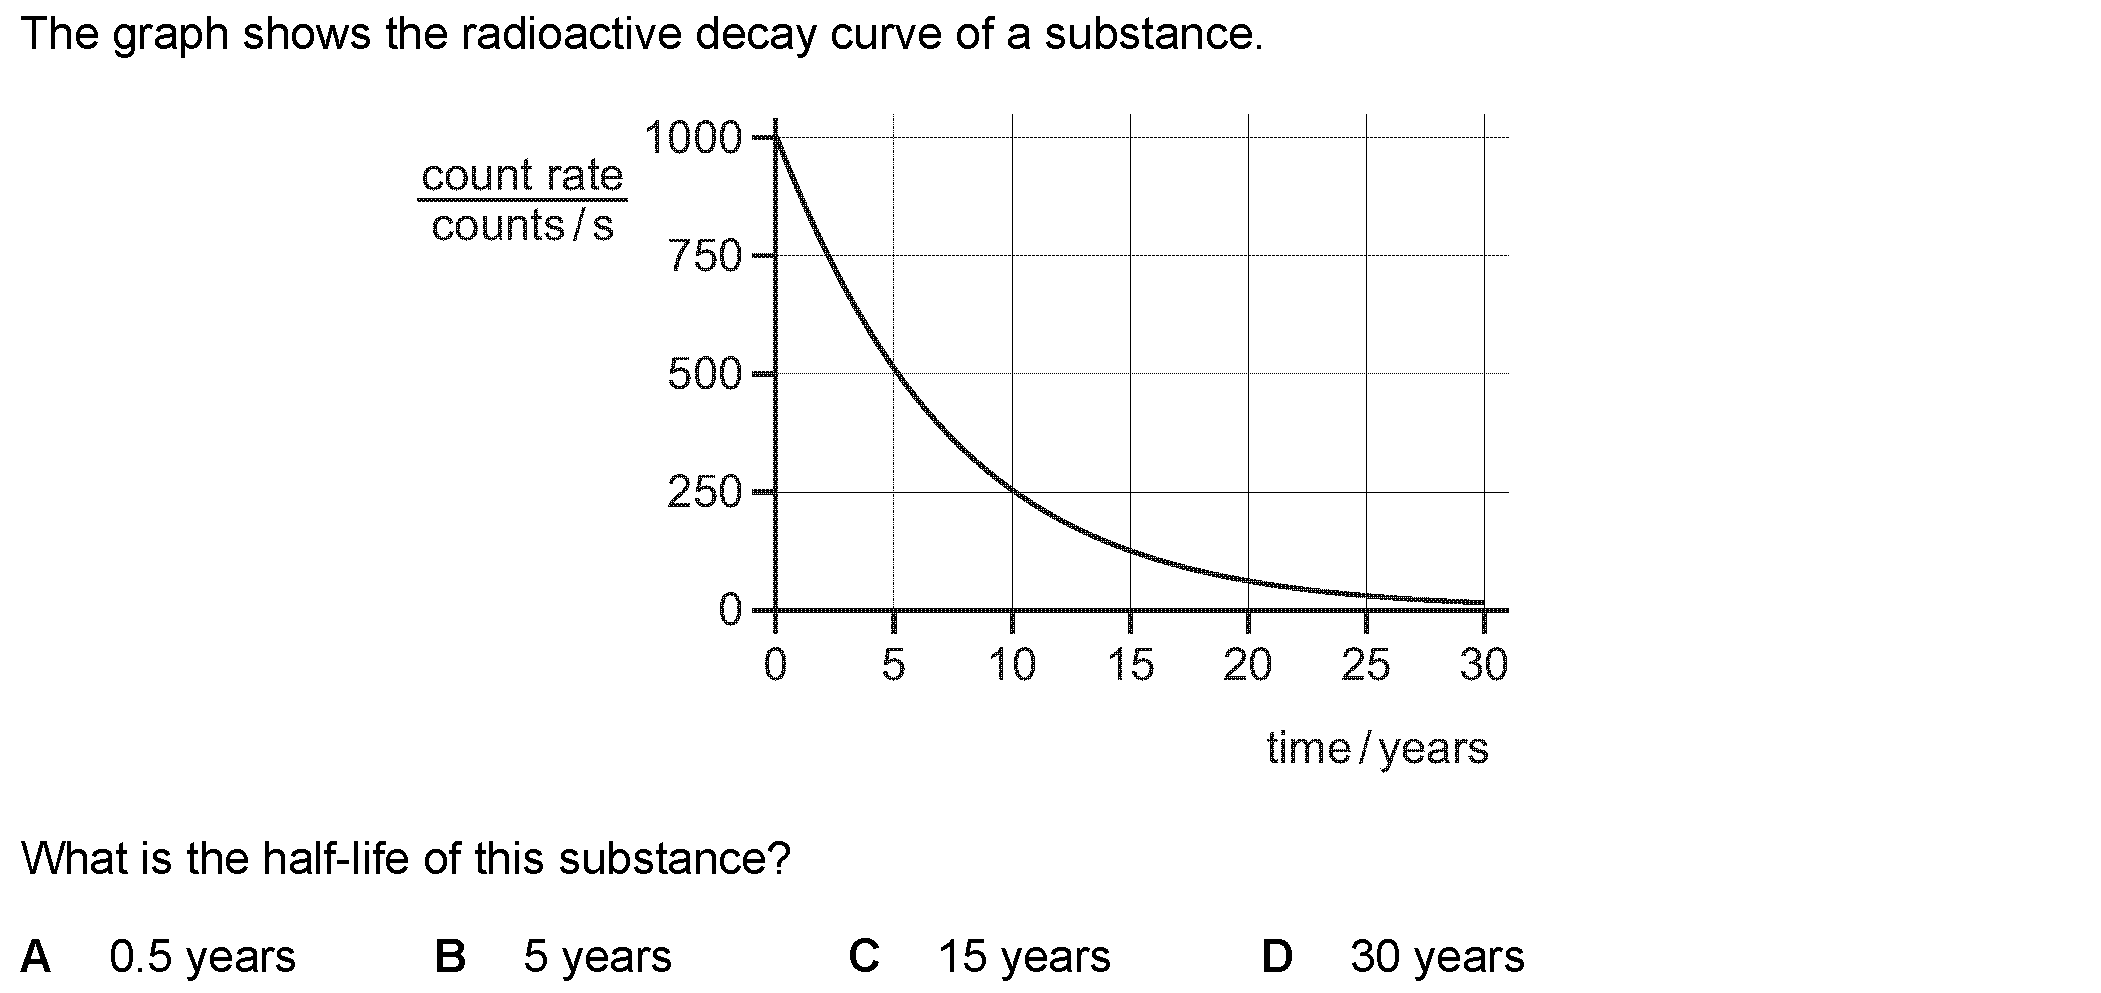 The graph shows the radioactive decay curve of a substance.
1000
count rate
counts / s
750
500
250
0
0 5 10 15 20 25 30
time / years
What is the half-life of this substance?
A 0.5 years B 5 years C 15 years D 30 years